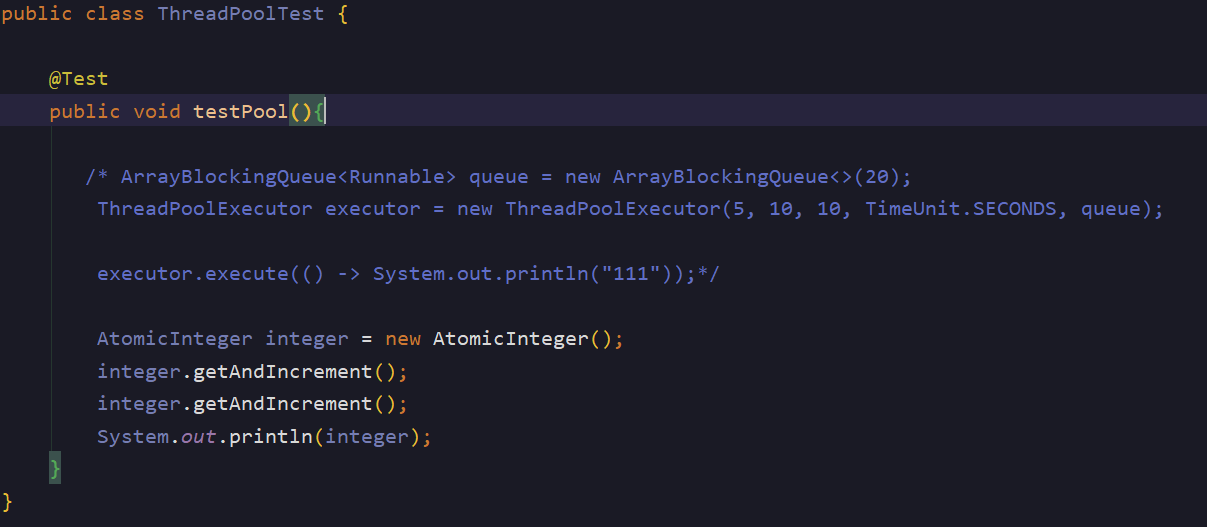 public class ThreadPoolTest {
@Test
public void testPool(){
/* ArrayBlockingQueue<Runnable> queue = new ArrayBlockingQueue<>(20);
ThreadPoolExecutor executor = new ThreadPoolExecutor(5, 10, 10, TimeUnit.SECONDS, queue);
executor.execute(() -> System.out.println("111"));*/
AtomicInteger integer = new AtomicInteger();
integer.getAndIncrement();
integer.getAndIncrement();
System.out.println(integer);
}
}